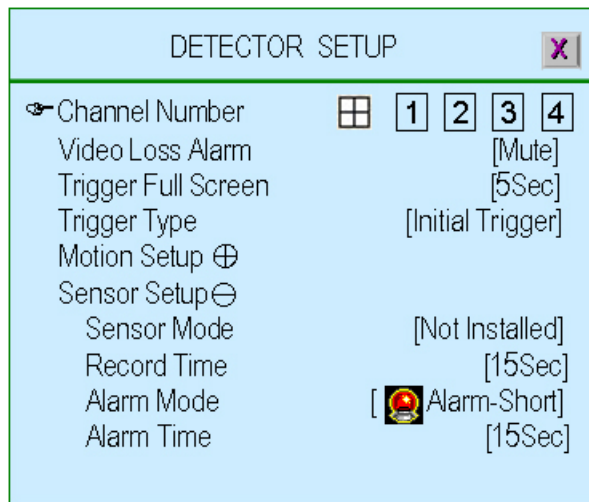 DETECTOR SETUP X
Channel Number 1 2 3 4
Video Loss Alarm [Mute]
Trigger Full Screen [5Sec]
Trigger Type [Initial Trigger]
Motion Setup ⊕
Sensor Setup⊖
Sensor Mode [Not Installed]
Record Time [15Sec]
Alarm Mode [ Alarm-Short]
Alarm Time [15Sec]